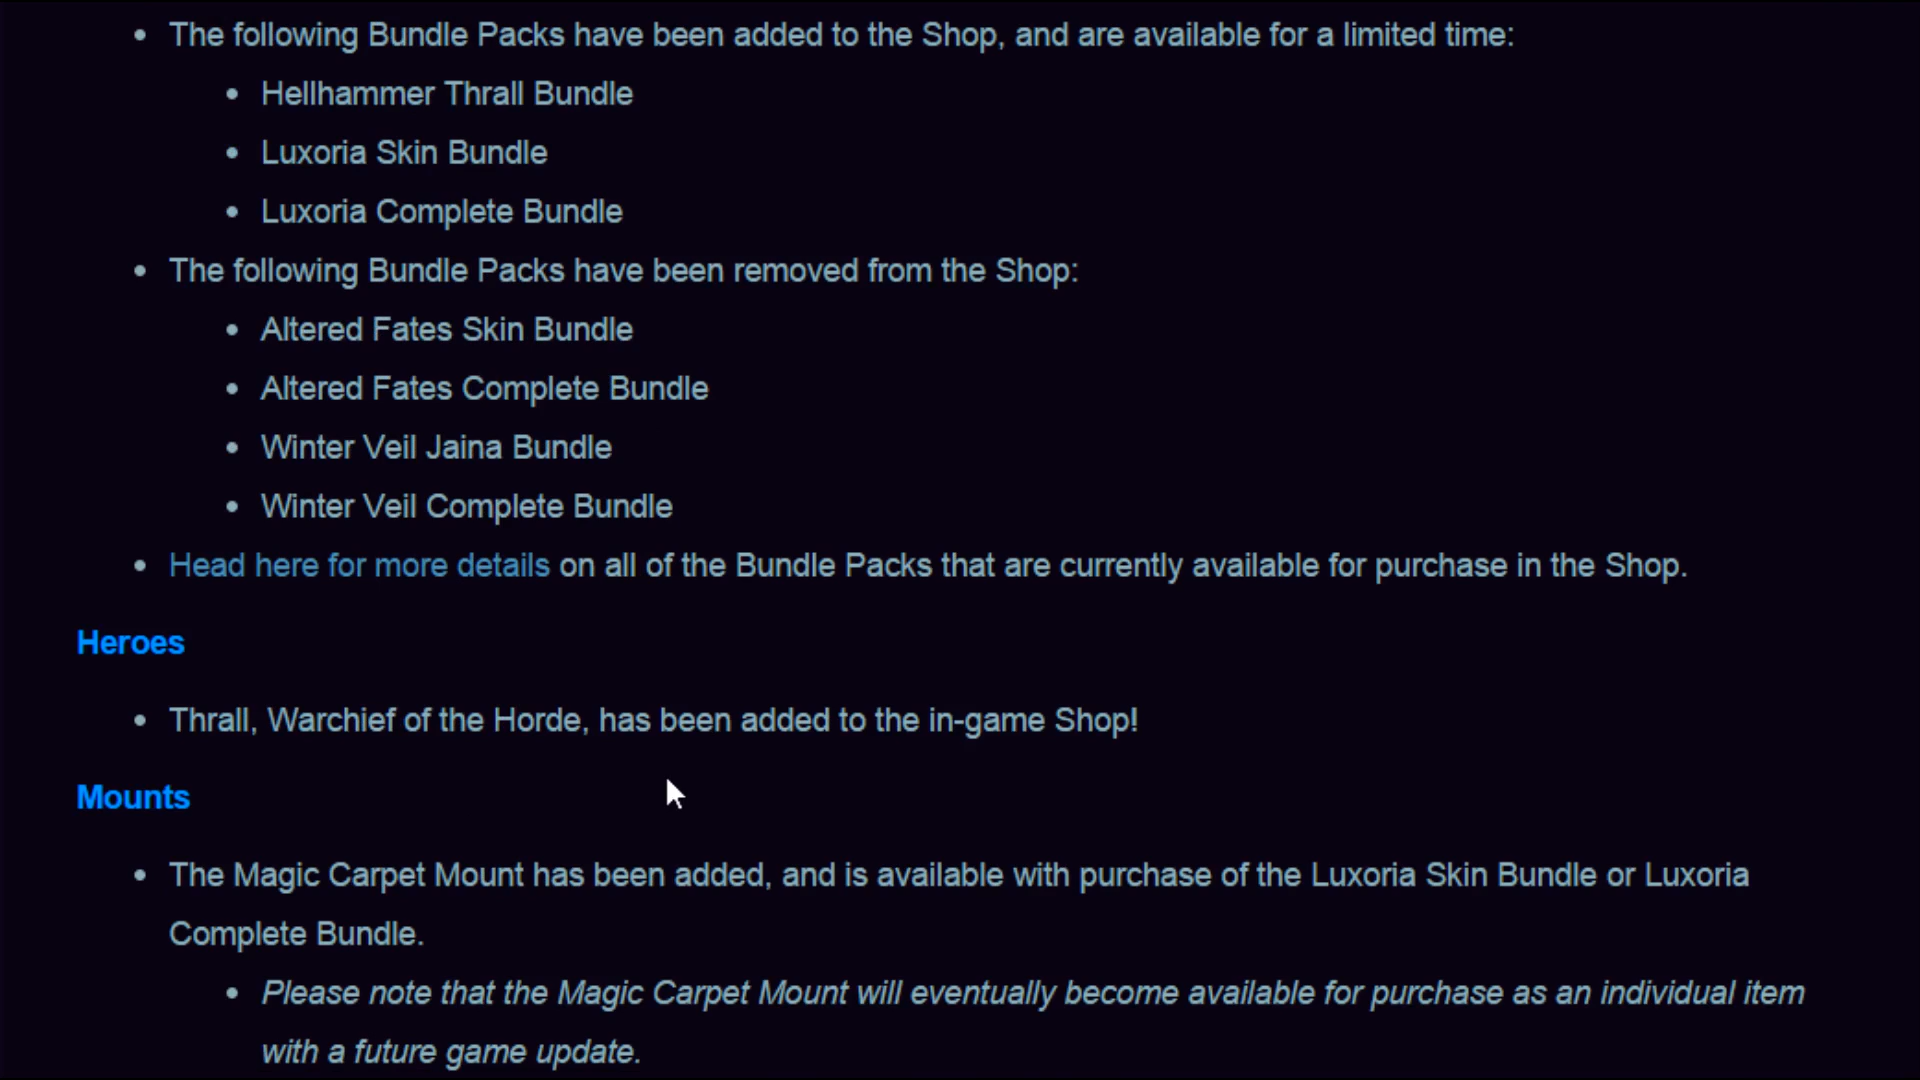 The following Bundle Packs have been added to the Shop, and are available for a limited time:
Hellhammer Thrall Bundle
Luxoria Skin Bundle
Luxoria Complete Bundle
The following Bundle Packs have been removed from the Shop:
Altered Fates Skin Bundle
Altered Fates Complete Bundle
Winter Veil Jaina Bundle
Winter Veil Complete Bundle
Head here for more details on all of the Bundle Packs that are currently available for purchase in the Shop.
Heroes
Thrall, Warchief of the Horde, has been added to the in-game Shop!
Mounts
The Magic Carpet Mount has been added, and is available with purchase of the Luxoria Skin Bundle or Luxoria
Complete Bundle.
Please note that the Magic Carpet Mount will eventually become available for purchase as an individual item
with a future game update.